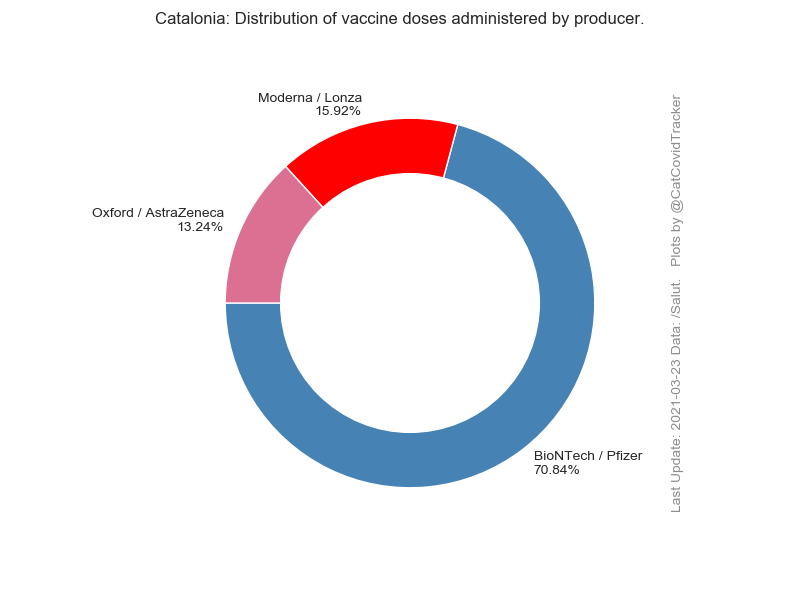 Catalonia: Distribution of vaccine doses administered by producer.
Moderna / Lonza
15.92%
Oxford / AstraZeneca
13.24%
BioNTech / Pfizer
70.84%
Last Update: 2021-03-23 Data: /Salut.   Plots by @CatCovidTracker